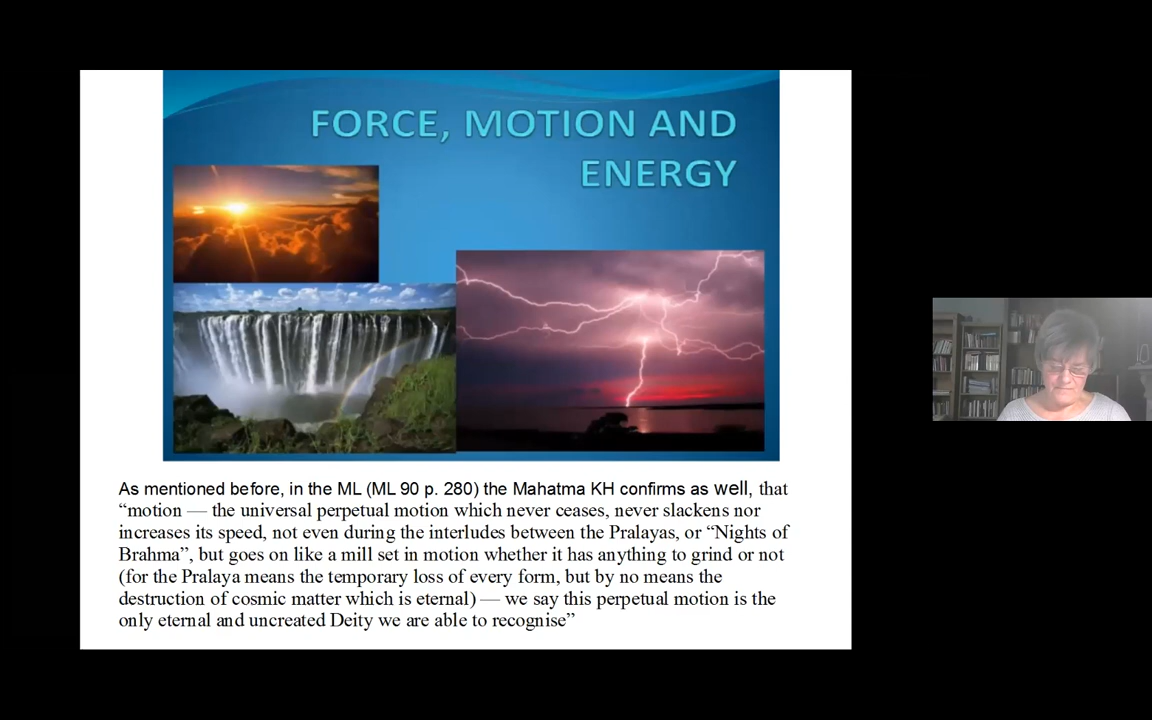 FORCE, MOTION AND
ENERGY
As mentioned before, in the ML (ML 90 p. 280) the Mahatma KH confirms as well, that
“motion — the universal perpetual motion which never ceases, never slackens nor
increases its speed, not even during the interludes between the Pralayas, or “Nights of
Brahma”, but goes on like a mill set in motion whether it has anything to grind or not
(for the Pralaya means the temporary loss of every form, but by no means the
destruction of cosmic matter which is eternal) — we say this perpetual motion is the
only eternal and uncreated Deity we are able to recognise”